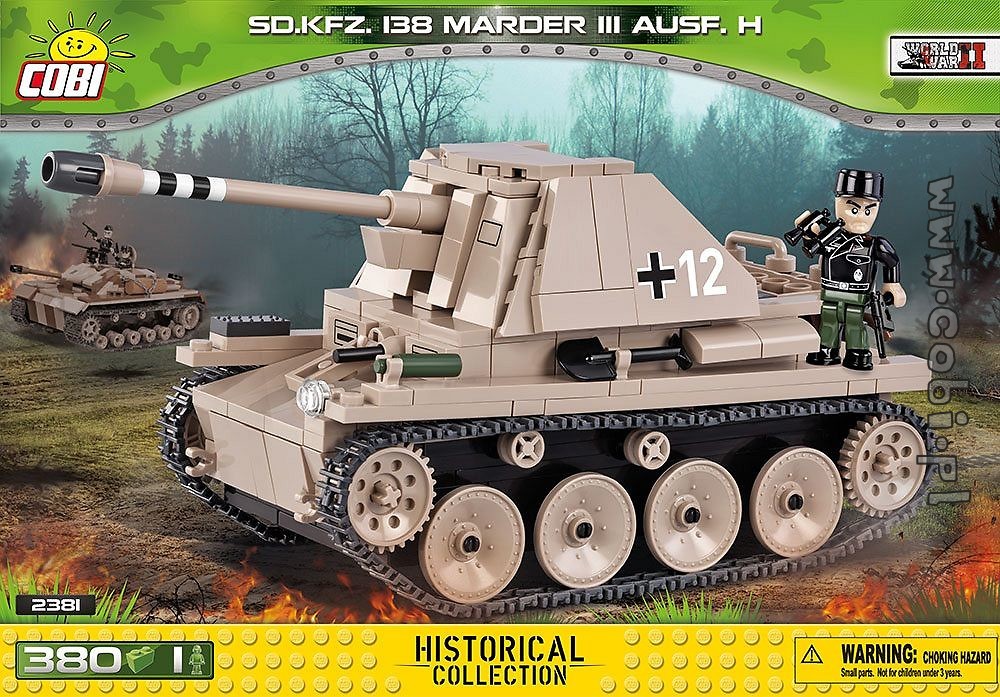 SD.KFZ. 138 MARDER III AUSF. H
COBI
WORLD WAR II
12
www.cobi.pl
2381
380 1
HISTORICAL
COLLECTION
WARNING: CHOKING HAZARD
Small parts. Not for children under 3 years.